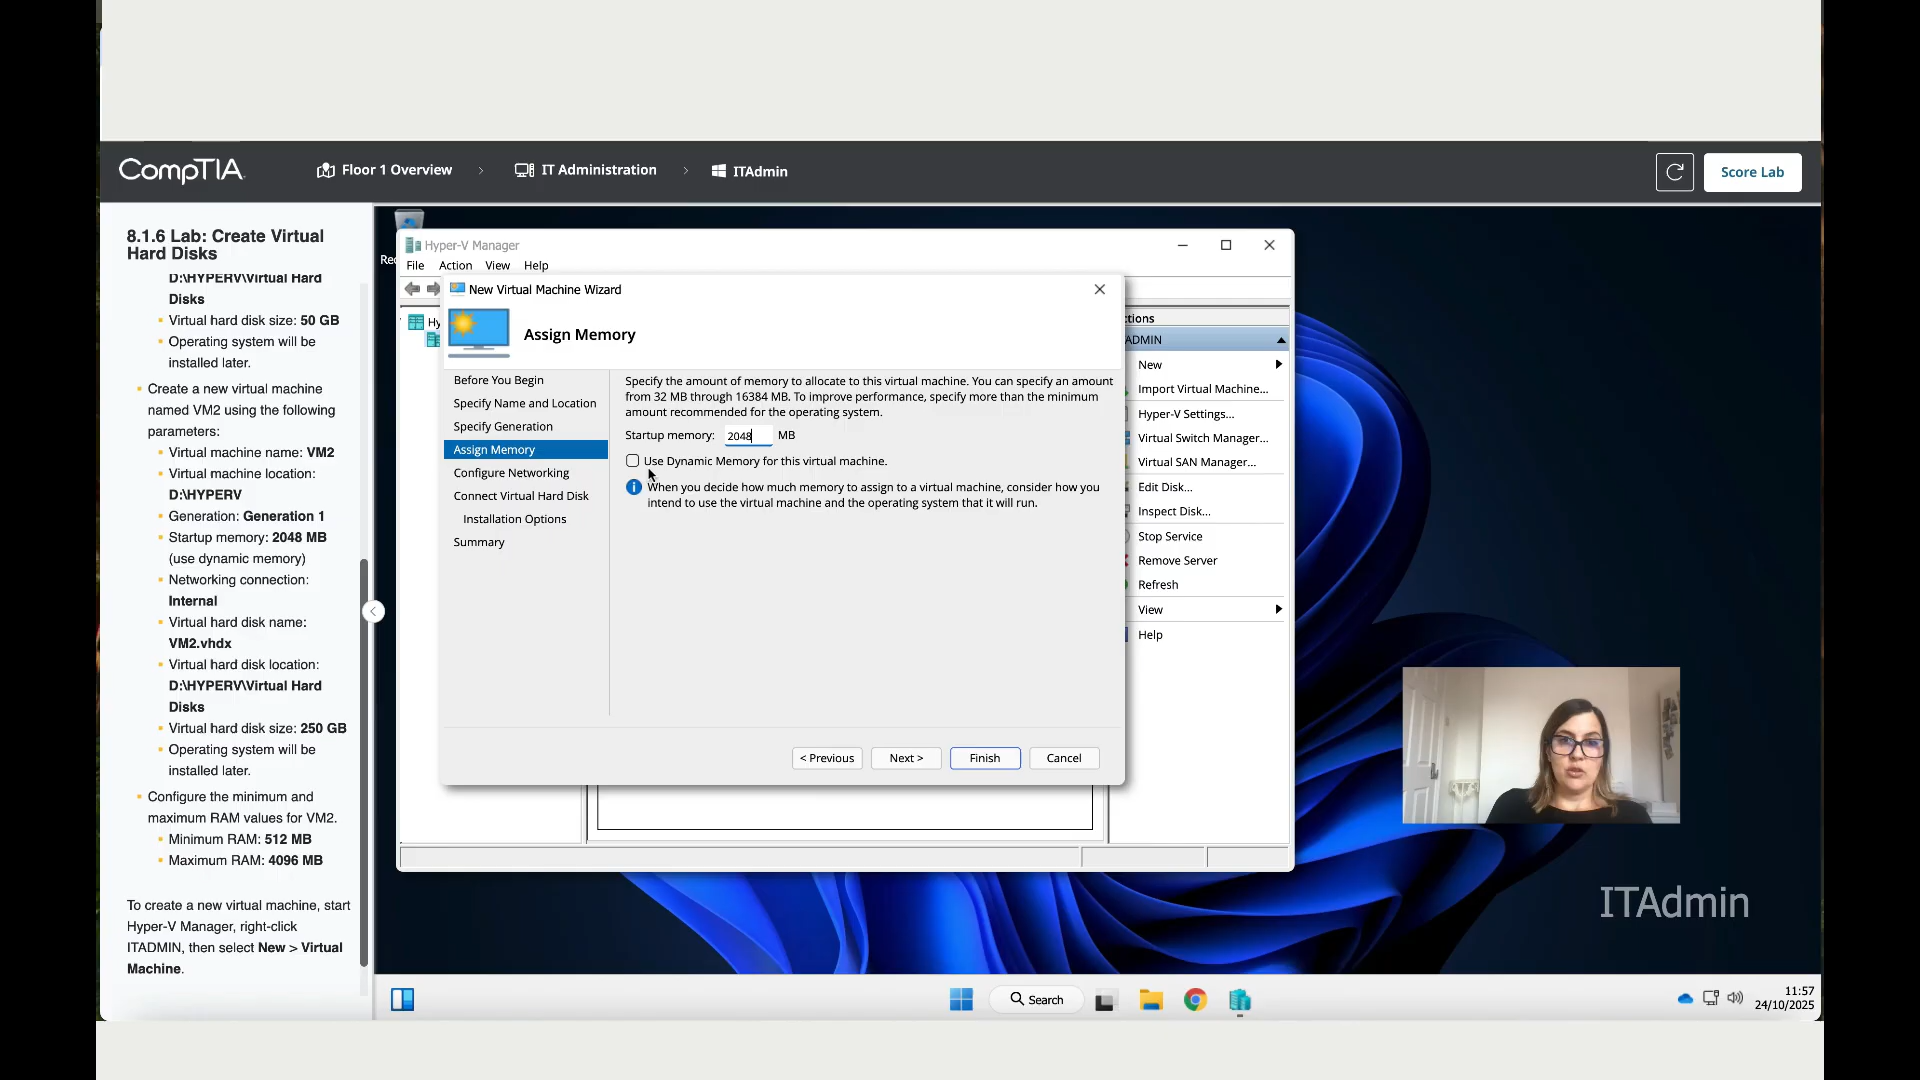 CompTIA
Floor 1 Overview
IT Administration
ITAdmin
Score Lab
8.1.6 Lab: Create Virtual
Hard Disks
D:\HYPERV\Virtual Hard
Disks
Virtual hard disk size: 50 GB
Operating system will be
installed later.
Create a new virtual machine
named VM2 using the following
parameters:
Virtual machine name: VM2
Virtual machine location:
D:\HYPERV
Generation: Generation 1
Startup memory: 2048 MB
(use dynamic memory)
Networking connection:
Internal
Virtual hard disk name:
VM2.vhdx
Virtual hard disk location:
D:\HYPERV\Virtual Hard
Disks
Virtual hard disk size: 250 GB
Operating system will be
installed later.
Configure the minimum and
maximum RAM values for VM2.
Minimum RAM: 512 MB
Maximum RAM: 4096 MB
To create a new virtual machine, start
Hyper-V Manager, right-click
ITADMIN, then select New > Virtual
Machine.
Rec
Hyper-V Manager
File Action View Help
Hy
New Virtual Machine Wizard
Assign Memory
Before You Begin
Specify Name and Location
Specify Generation
Assign Memory
Configure Networking
Connect Virtual Hard Disk
Installation Options
Summary
Specify the amount of memory to allocate to this virtual machine. You can specify an amount
from 32 MB through 16384 MB. To improve performance, specify more than the minimum
amount recommended for the operating system.
Startup memory: 2048 MB
Use Dynamic Memory for this virtual machine.
When you decide how much memory to assign to a virtual machine, consider how you
intend to use the virtual machine and the operating system that it will run.
< Previous
Next >
Finish
Cancel
ctions
ADMIN
New
Import Virtual Machine...
Hyper-V Settings...
Virtual Switch Manager...
Virtual SAN Manager...
Edit Disk...
Inspect Disk...
Stop Service
Remove Server
Refresh
View
Help
ITAdmin
Search
11:57
24/10/2025